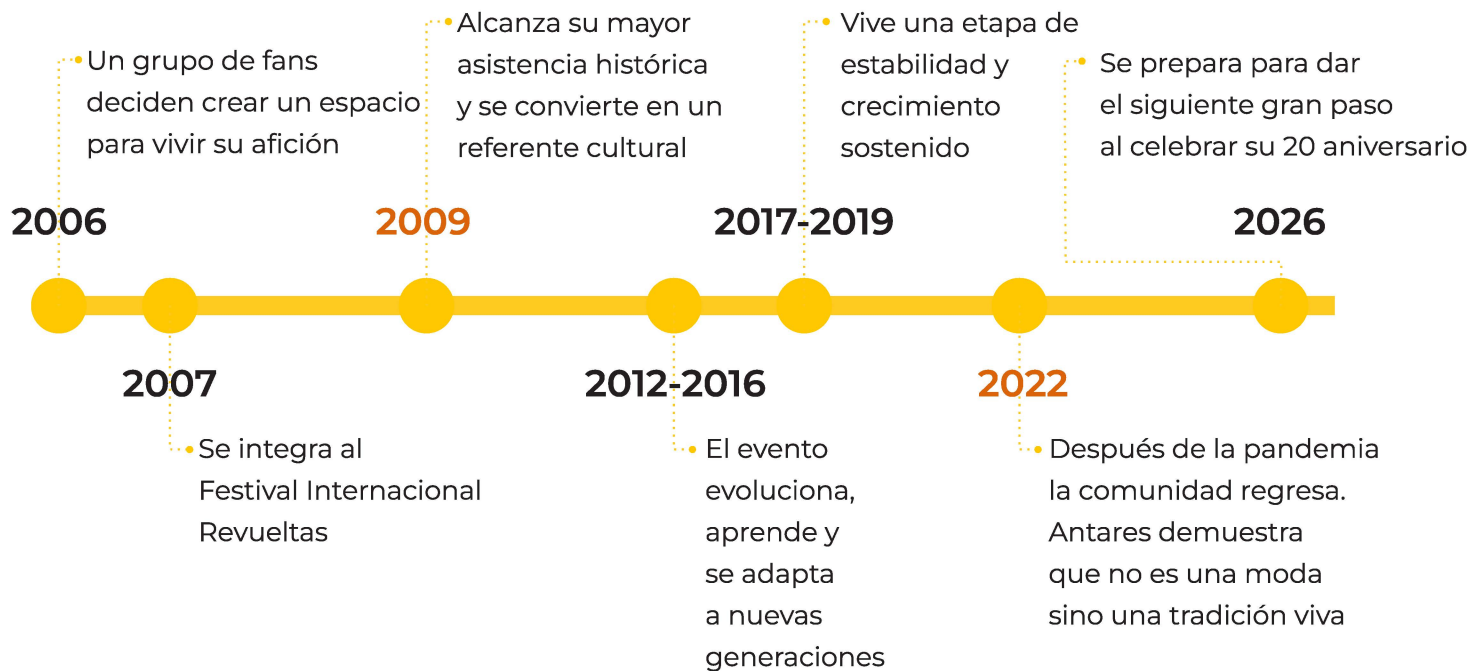 2006
Un grupo de fans
deciden crear un espacio
para vivir su afición
2007
Se integra al
Festival Internacional
Revueltas
2009
Alcanza su mayor
asistencia histórica
y se convierte en un
referente cultural
2012-2016
El evento
evoluciona,
aprende y
se adapta
a nuevas
generaciones
2017-2019
Vive una etapa de
estabilidad y
crecimiento
sostenido
2022
Después de la pandemia
la comunidad regresa.
Antares demuestra
que no es una moda
sino una tradición viva
2026
Se prepara para dar
el siguiente gran paso
al celebrar su 20 aniversario